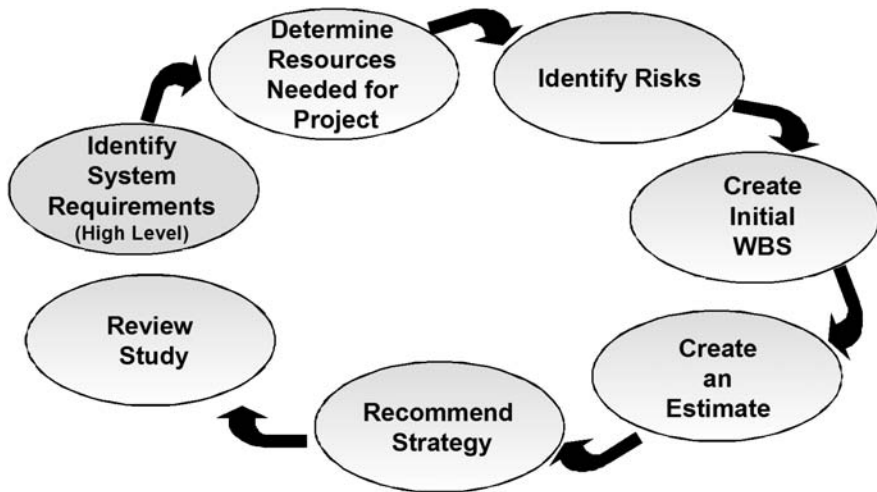 Identify
System
Requirements
(High Level)
Determine
Resources
Needed for
Project
Identify Risks
Create
Initial
WBS
Create
an
Estimate
Recommend
Strategy
Review
Study